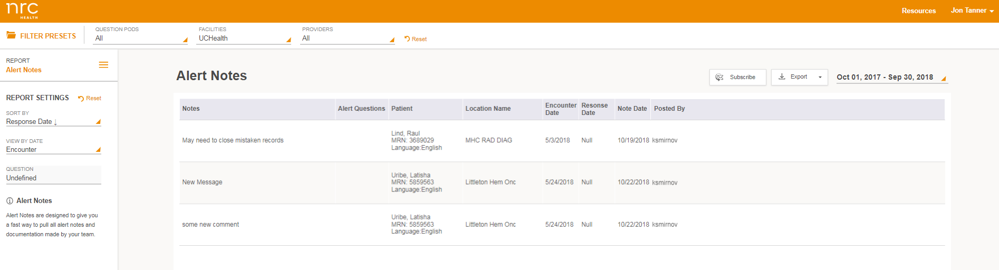 nrc
HEALTH
Resources
Jon Tanner
FILTER PRESETS
QUESTION PODS
All
FACILITIES
UCHealth
PROVIDERS
All
Reset
REPORT
Alert Notes
REPORT SETTINGS
Reset
SORT BY
Response Date ↓
VIEW BY DATE
Encounter
QUESTION
Undefined
Alert Notes
Alert Notes are designed to give you
a fast way to pull all alert notes and
documentation made by your team.
Alert Notes
Subscribe
Export
Oct 01, 2017 - Sep 30, 2018
Notes
Alert Questions
Patient
Location Name
Encounter
Date
Resonse
Date
Note Date
Posted By
May need to close mistaken records
Lind, Raul
MRN: 3689029
Language:English
MHC RAD DIAG
5/3/2018
Null
10/19/2018
ksmirnov
New Message
Uribe, Latisha
MRN: 5859563
Language:English
Littleton Hem Onc
5/24/2018
Null
10/22/2018
ksmirnov
some new comment
Uribe, Latisha
MRN: 5859563
Language:English
Littleton Hem Onc
5/24/2018
Null
10/22/2018
ksmirnov